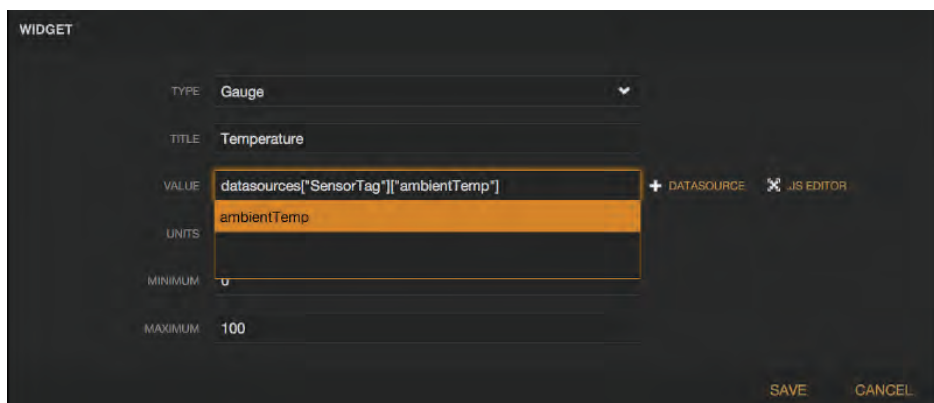 WIDGET
TYPE Gauge
TITLE Temperature
VALUE datasources["SensorTag"]["ambientTemp"] DATASOURCE .JS EDITOR
ambientTemp
UNITS
MINIMUM 0
MAXIMUM 100
SAVE CANCEL